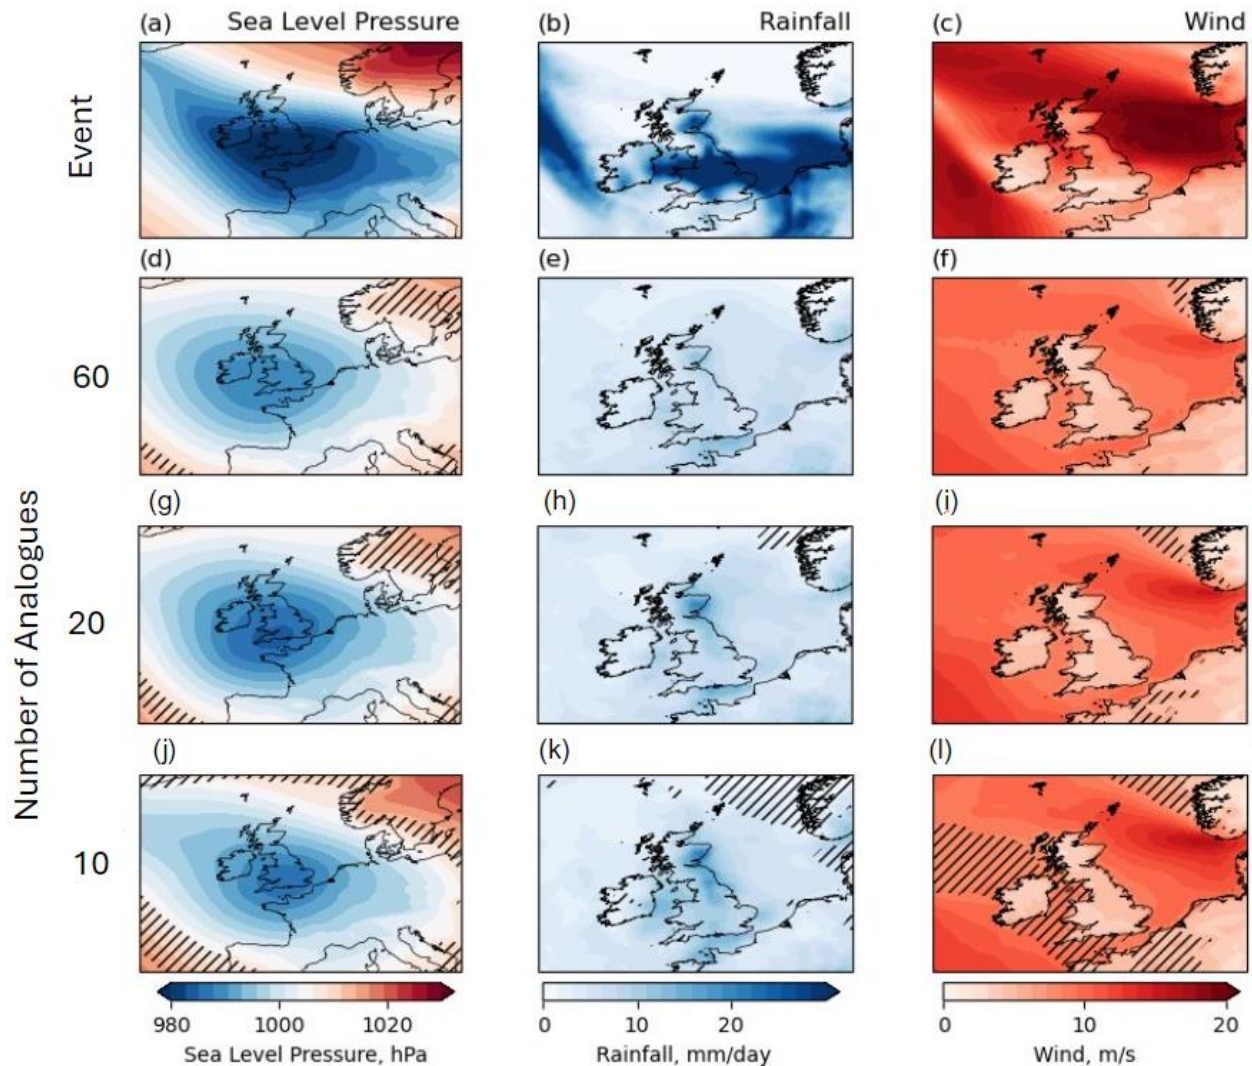 (a) Sea Level Pressure
(b) Rainfall
(c) Wind
Event
(d)
(e)
(f)
60
(g)
(h)
(i)
Number of Analogues
20
(j)
(k)
(l)
10
980 1000 1020
Sea Level Pressure, hPa
0 10 20
Rainfall, mm/day
0 10 20
Wind, m/s